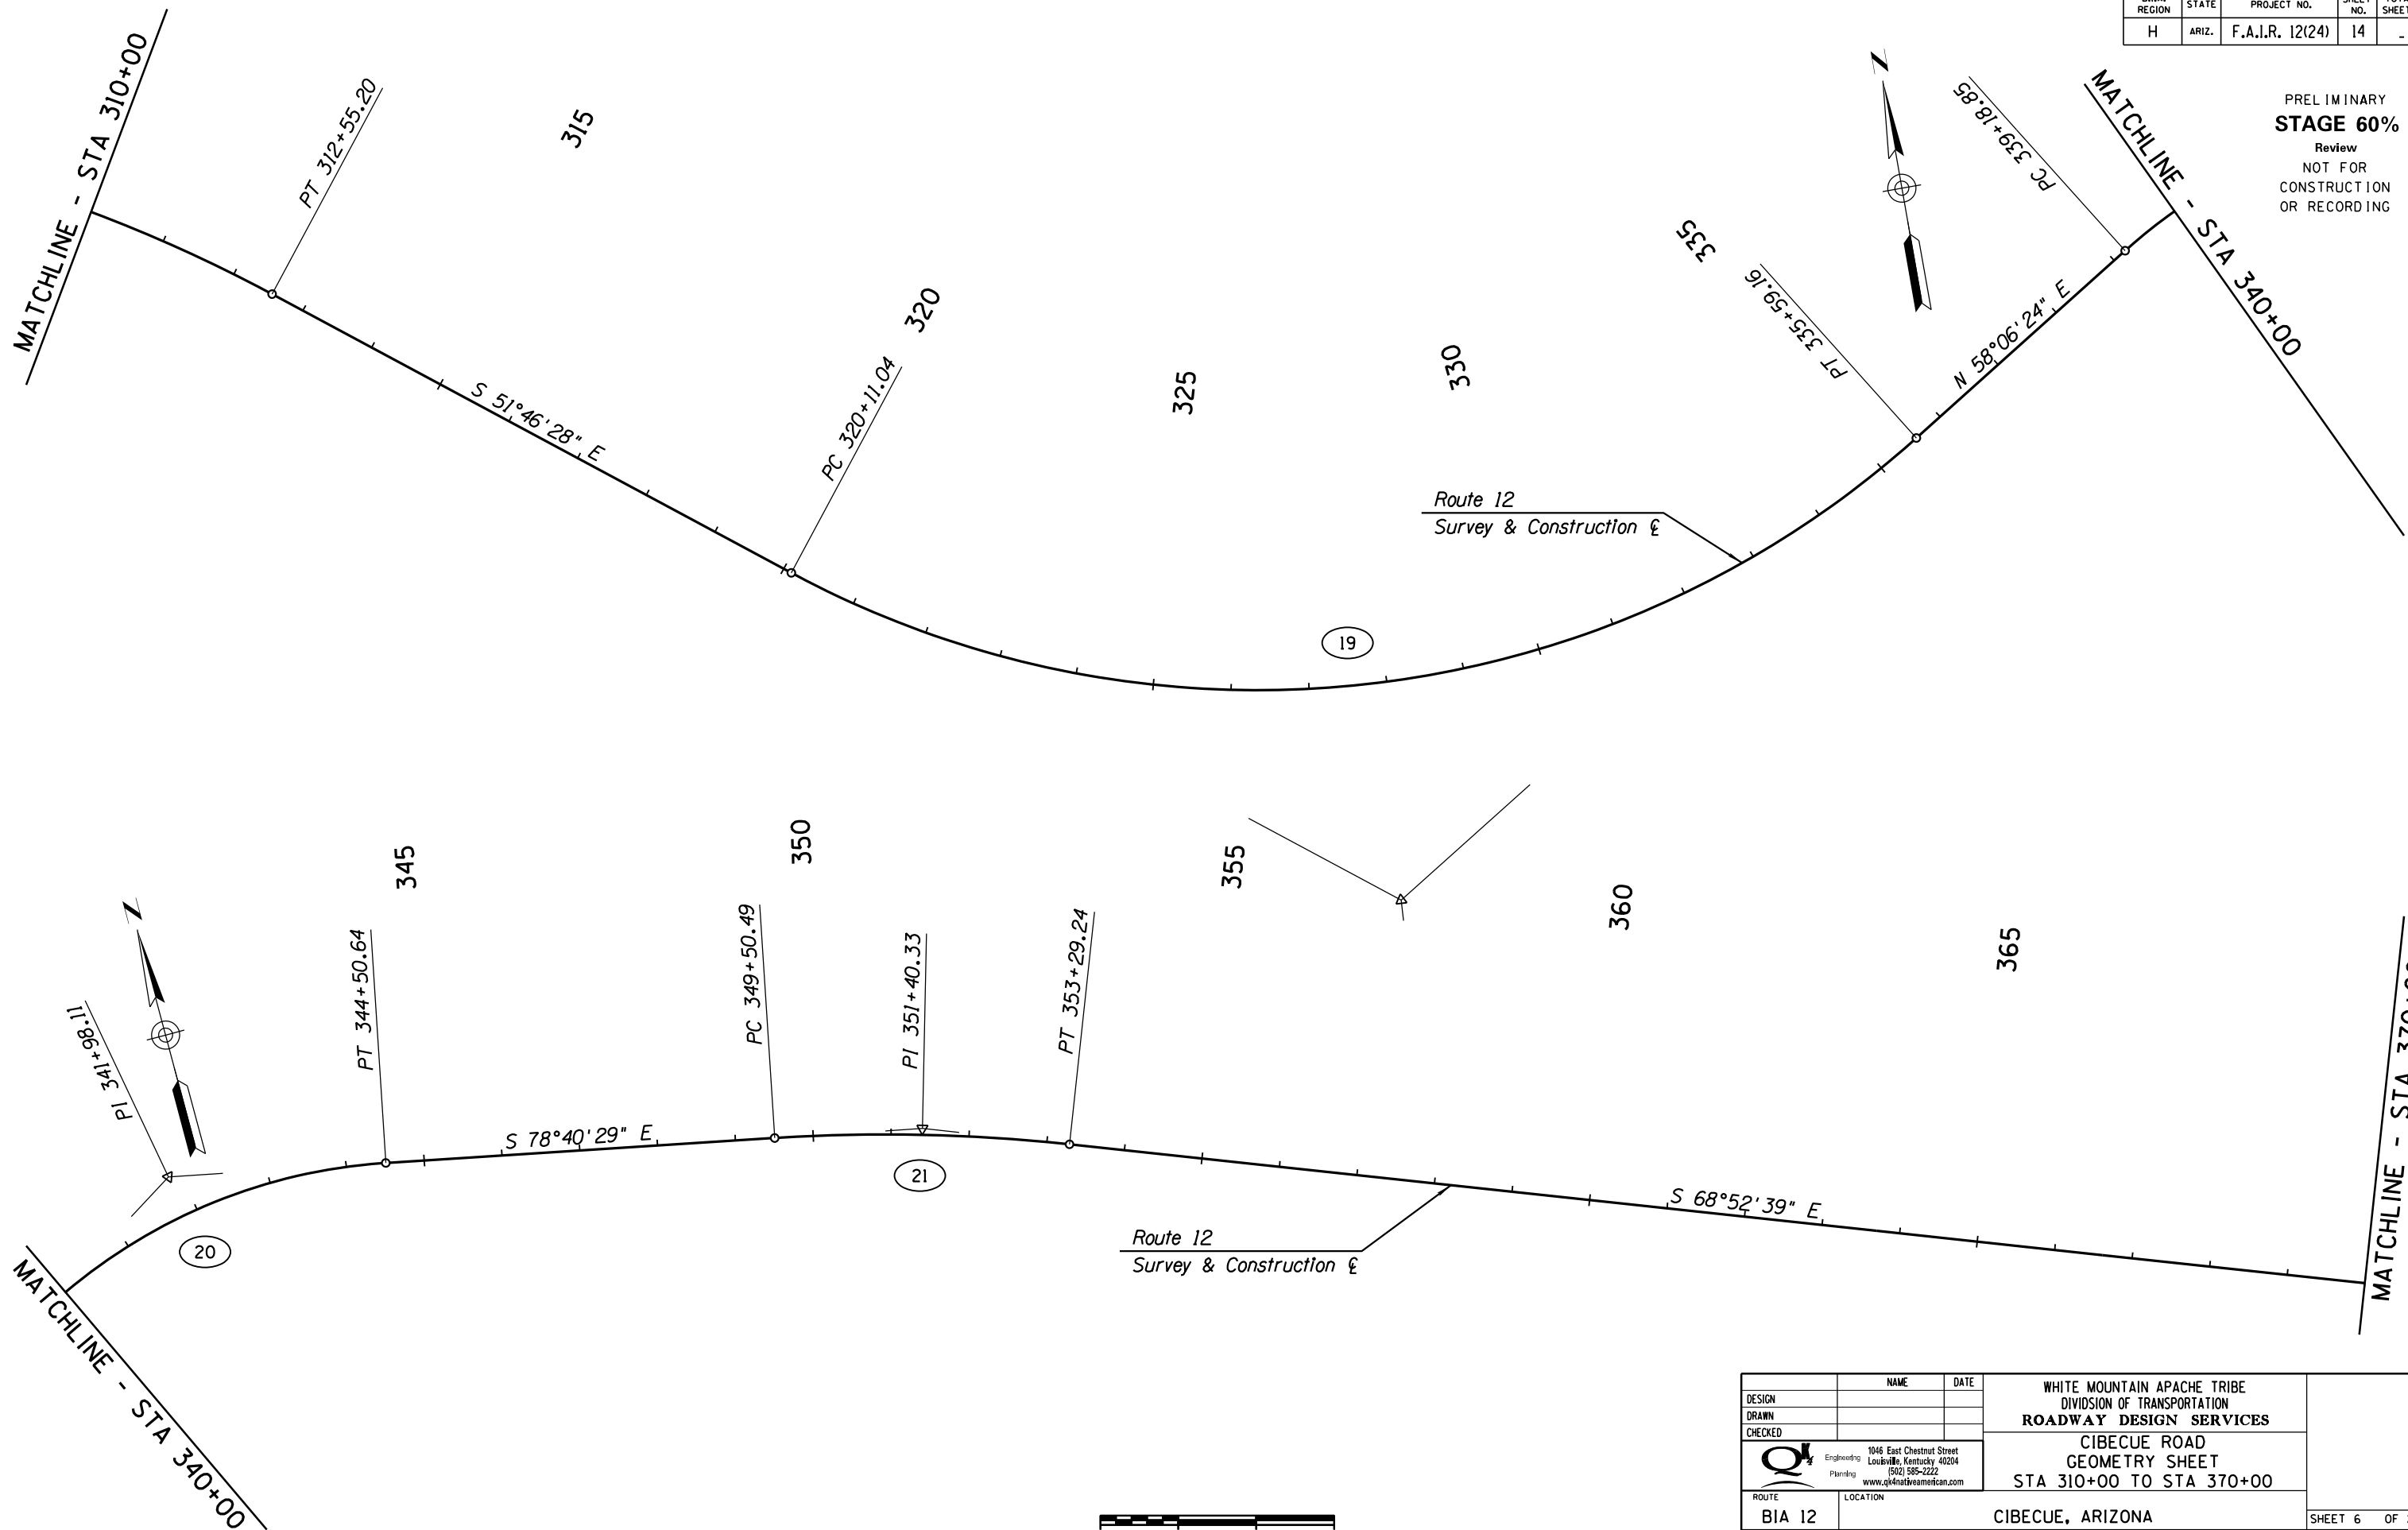 REGION STATE PROJECT NO. NO.
H ARIZ. F.A.I.R. 12(24) 14 -
PRELIMINARY
STAGE 60%
Review
NOT FOR
CONSTRUCTION
OR RECORDING
MATCHLINE - STA 310+00
PT 312+55.20
315
S 51°46'28" E
PC 320+11.04
320
325
330
335
PT 335+59.16
N 58°06'24" E
PC 339+18.85
N
MATCHLINE - STA 340+00
Route 12
Survey & Construction ℄
19
N
PI 341+98.11
345
PT 344+50.64
S 78°40'29" E
350
PC 349+50.49
PI 351+40.33
355
PT 353+29.24
360
365
S 68°52'39" E
20
21
Route 12
Survey & Construction ℄
MATCHLINE - STA 340+00
MATCHLINE - STA
NAME DATE
DESIGN
DRAWN
CHECKED
WHITE MOUNTAIN APACHE TRIBE
DIVIDSION OF TRANSPORTATION
ROADWAY DESIGN SERVICES
Qk4
Engineering
Planning
1046 East Chestnut Street
Louisville, Kentucky 40204
(502) 585-2222
www.qk4nativeamerican.com
CIBECUE ROAD
GEOMETRY SHEET
STA 310+00 TO STA 370+00
ROUTE
BIA 12
LOCATION
CIBECUE, ARIZONA
SHEET 6 OF